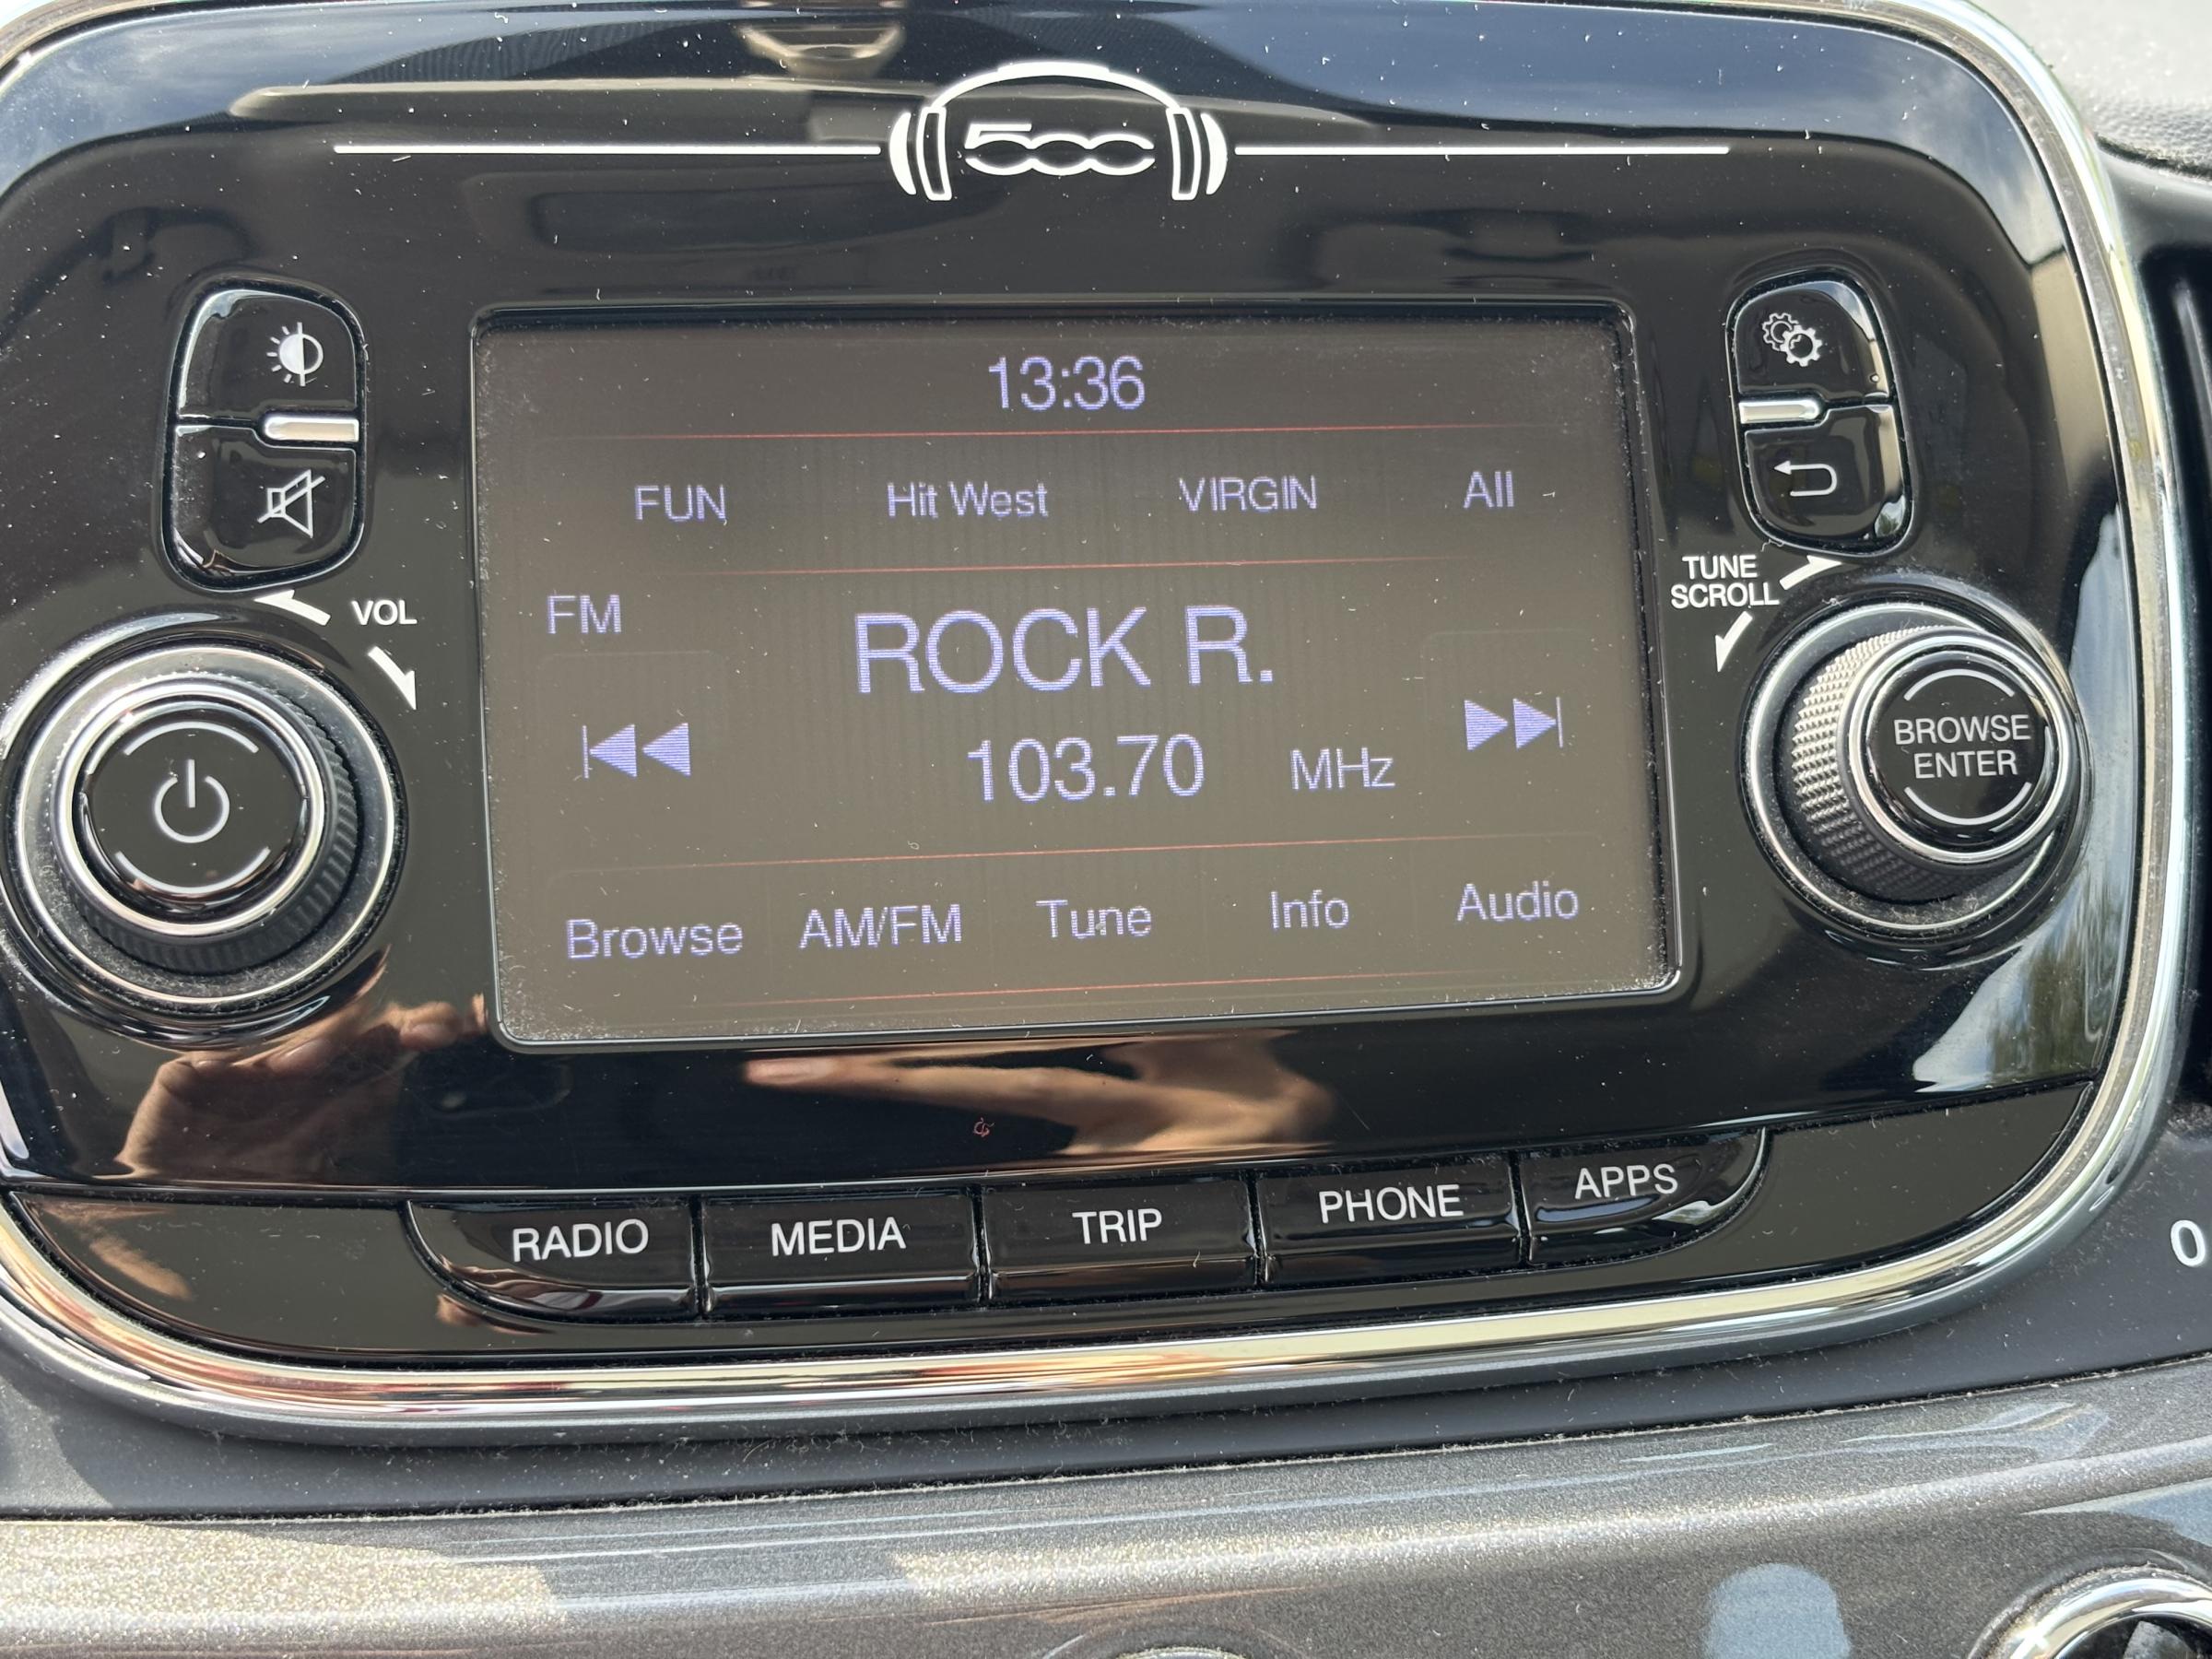 500
13:36
FUN Hit West VIRGIN All
VOL
TUNE
SCROLL
FM
ROCK R.
103.70 MHz
BROWSE
ENTER
Browse AM/FM Tune Info Audio
RADIO MEDIA TRIP PHONE APPS
0